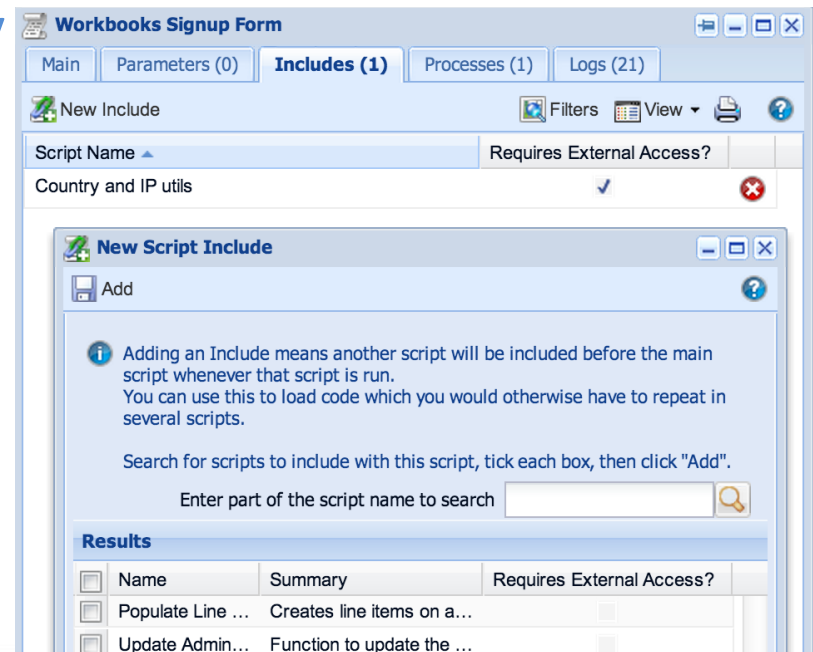 Workbooks Signup Form
Main Parameters (0) Includes (1) Processes (1) Logs (21)
New Include Filters View
Script Name Requires External Access?
Country and IP utils
New Script Include
Add
Adding an Include means another script will be included before the main
script whenever that script is run.
You can use this to load code which you would otherwise have to repeat in
several scripts.
Search for scripts to include with this script, tick each box, then click "Add".
Enter part of the script name to search
Results
Name Summary Requires External Access?
Populate Line ... Creates line items on a...
Update Admin... Function to update the ...